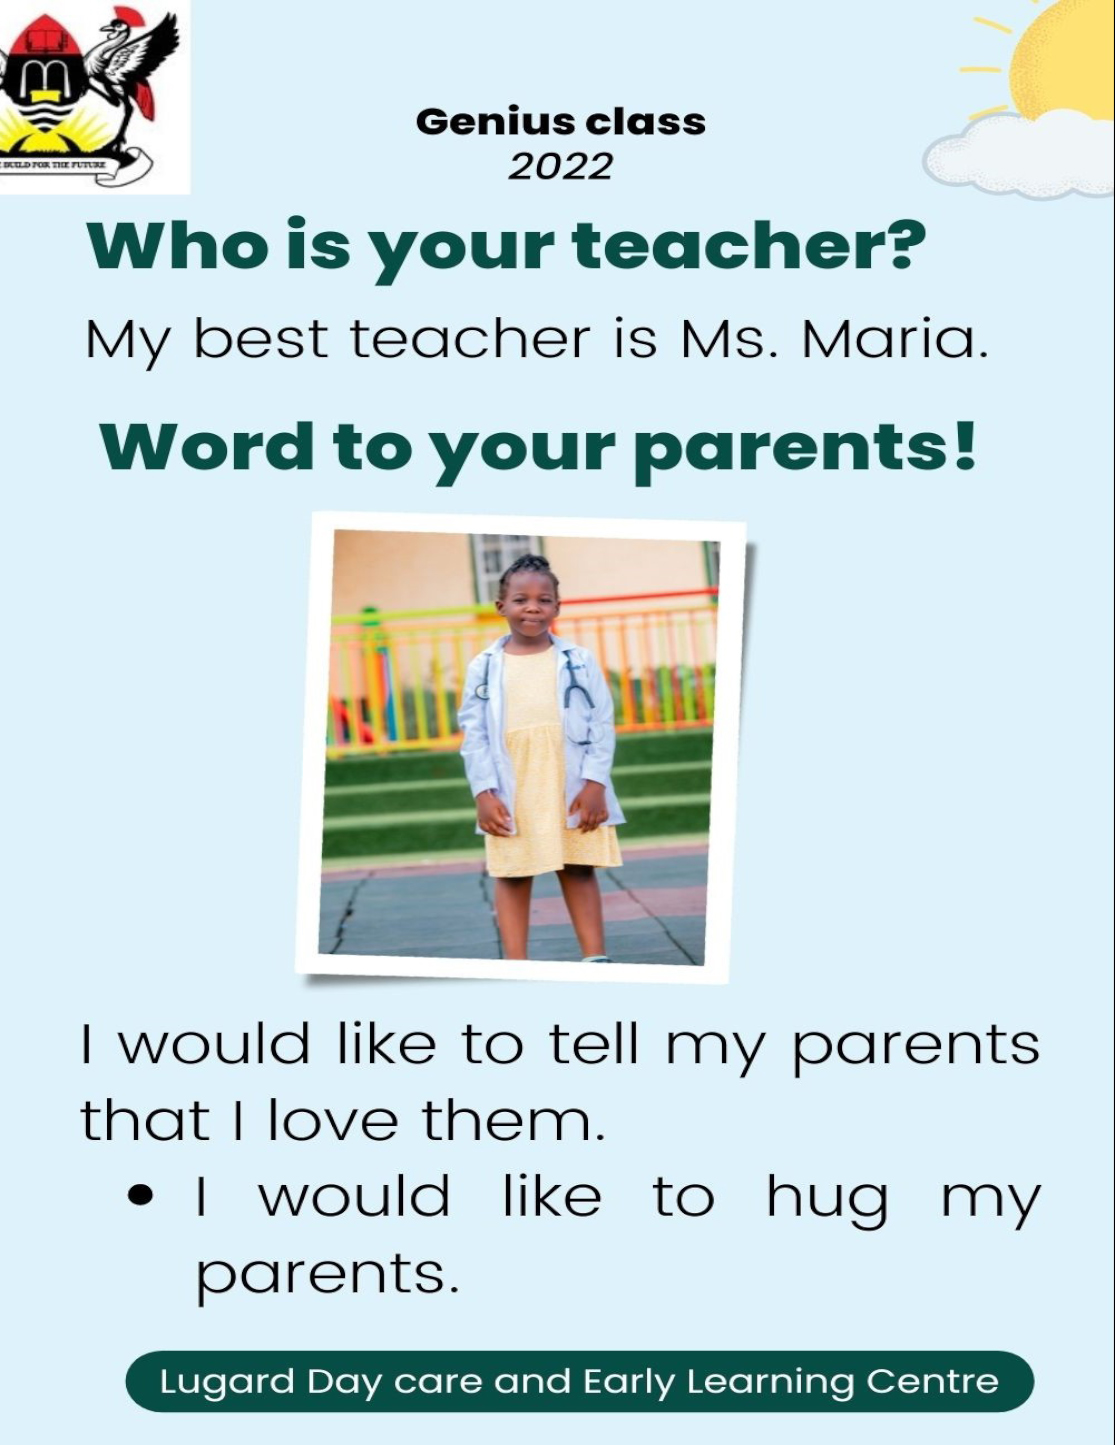 BUILD FOR THE FUTURE
Genius class
2022
Who is your teacher?
My best teacher is Ms. Maria.
Word to your parents!
I would like to tell my parents
that I love them.
• I would like to hug my
parents.
Lugard Day care and Early Learning Centre